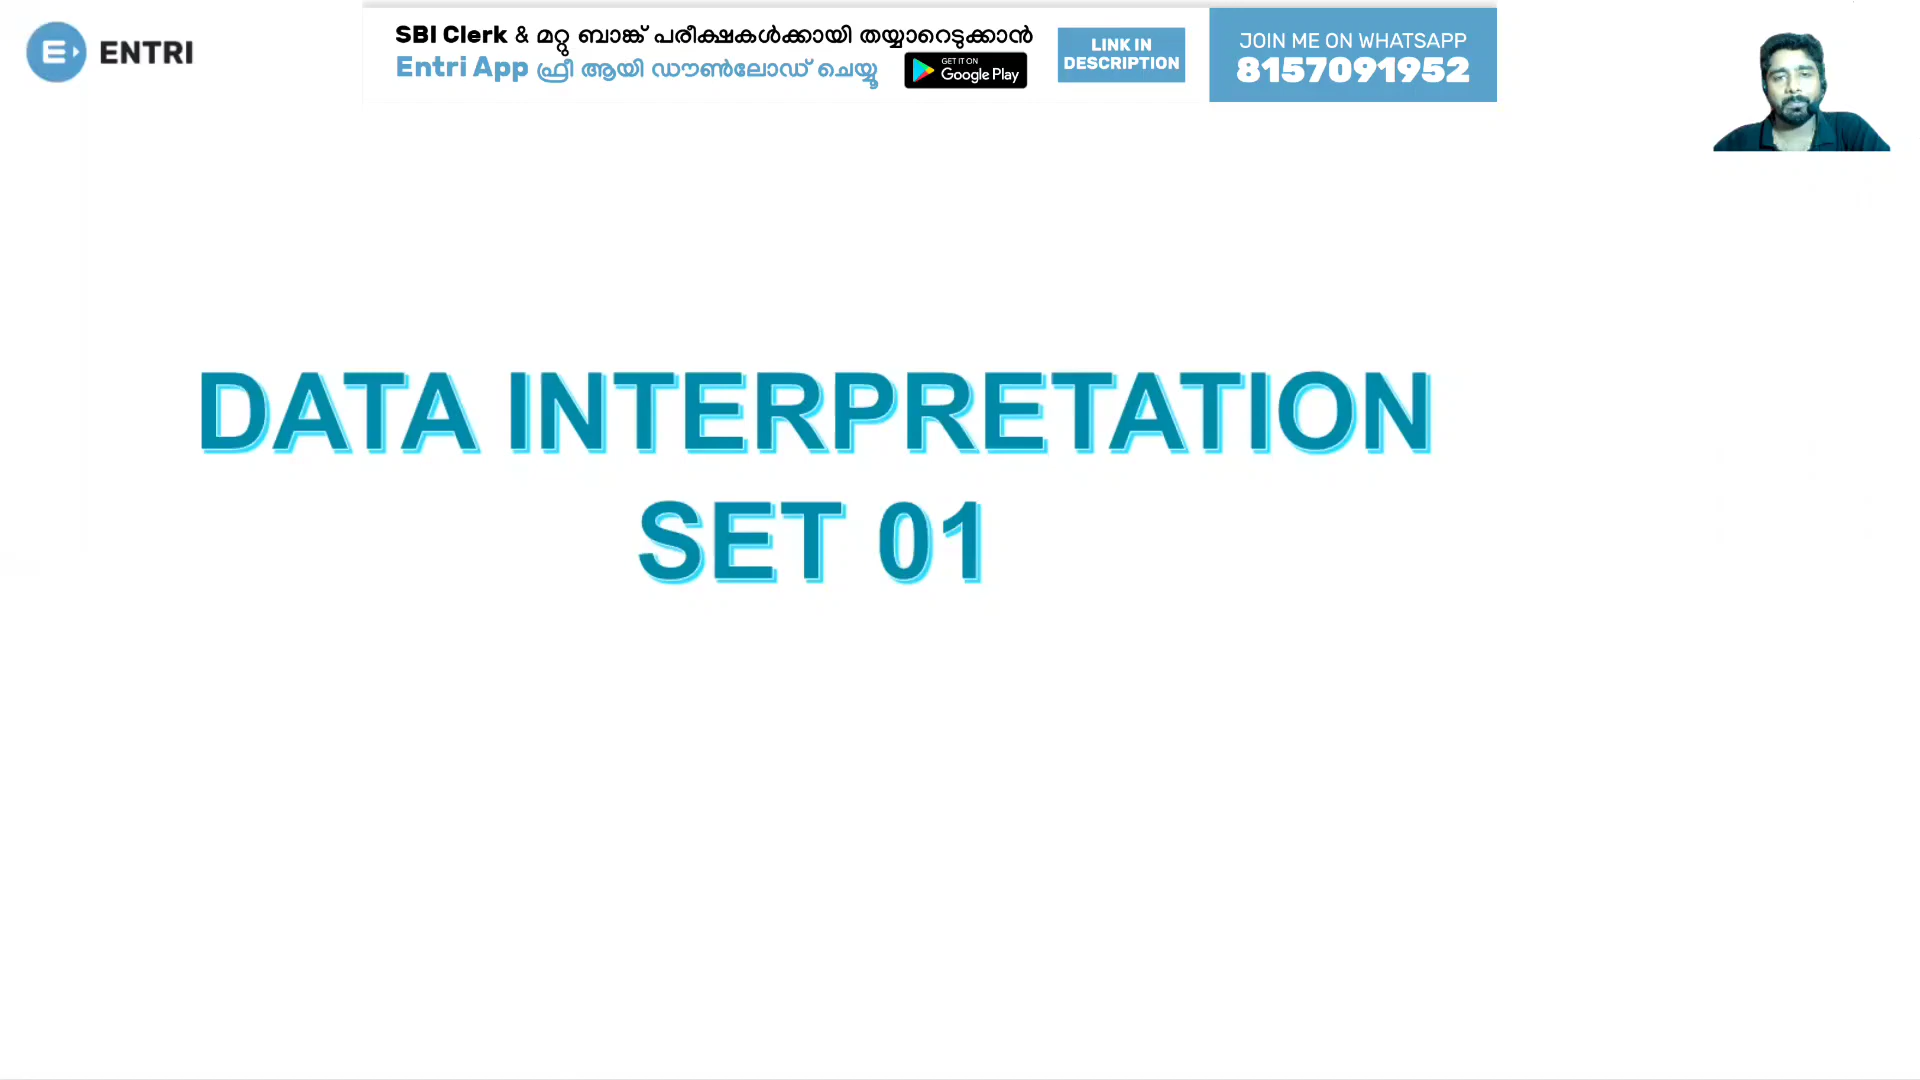 ENTRI
SBI Clerk & മറ്റു ബാങ്ക് പരീക്ഷകൾക്കായി തയ്യാറെടുക്കാൻ
Entri App ഫ്രീ ആയി ഡൗൺലോഡ് ചെയ്യൂ
GET IT ON
Google Play
LINK IN
DESCRIPTION
JOIN ME ON WHATSAPP
8157091952
DATA INTERPRETATION
SET 01